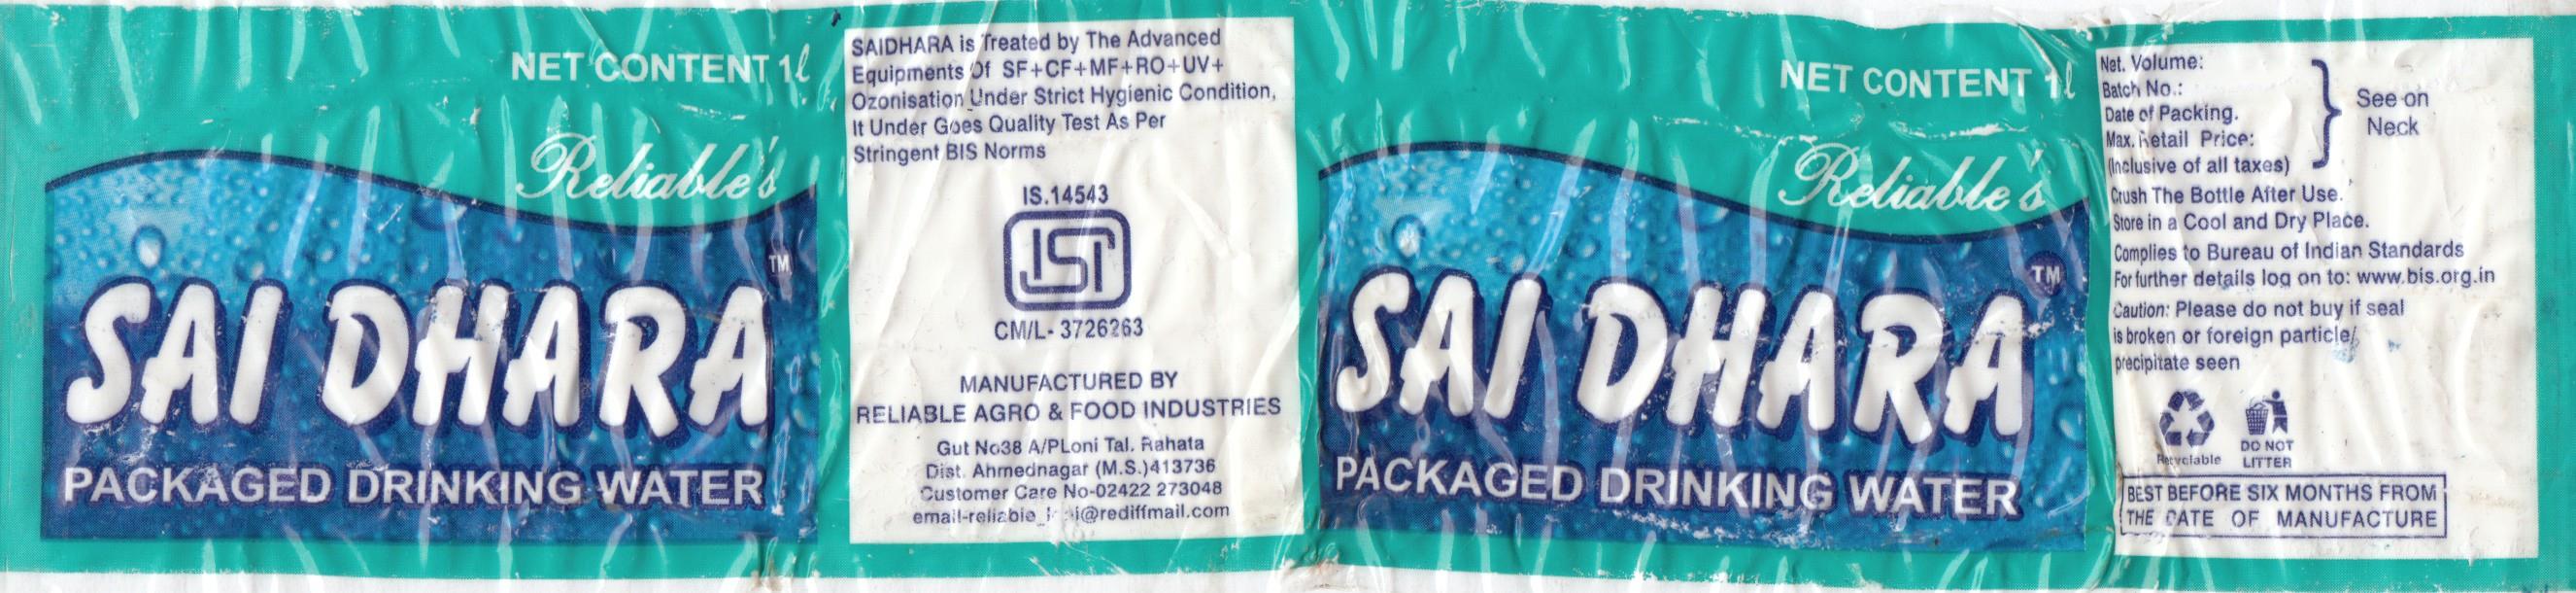 NET CONTENT 1ℓ
Reliable's
SAI DHARA™
PACKAGED DRINKING WATER
SAIDHARA is Treated by The Advanced
Equipments Of SF+CF+MF+RO+UV+
Ozonisation Under Strict Hygienic Condition,
It Under Goes Quality Test As Per
Stringent BIS Norms
IS.14543
ISI
CM/L- 3726263
MANUFACTURED BY
RELIABLE AGRO & FOOD INDUSTRIES
Gut No38 A/PLoni Tal. Rahata
Dist. Ahmednagar (M.S.)413736
Customer Care No-02422 273048
NET CONTENT 1ℓ
Reliable's
SAI DHARA™
PACKAGED DRINKING WATER
Net. Volume:
Batch No.:
Date of Packing.
Max. Retail Price:
(Inclusive of all taxes)
See on
Neck
Crush The Bottle After Use.
Store in a Cool and Dry Place.
Complies to Bureau of Indian Standards
For further details log on to: www.bis.org.in
Caution: Please do not buy if seal
is broken or foreign particle/
precipitate seen
Recyclable
DO NOT
LITTER
BEST BEFORE SIX MONTHS FROM
THE DATE OF MANUFACTURE